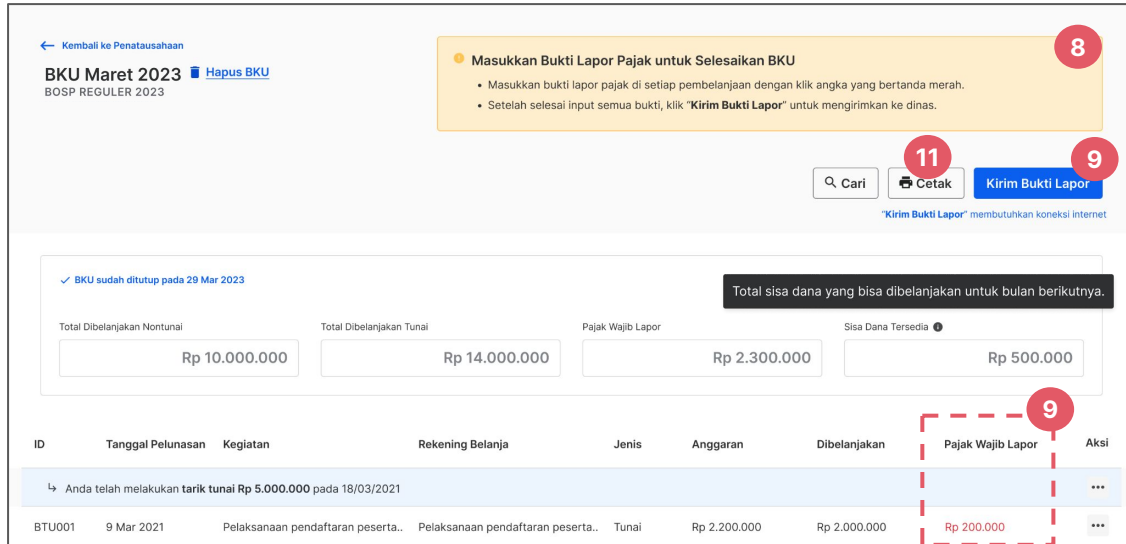 ← Kembali ke Penatausahaan
BKU Maret 2023 Hapus BKU
BOSP REGULER 2023
Masukkan Bukti Lapor Pajak untuk Selesaikan BKU
• Masukkan bukti lapor pajak di setiap pembelanjaan dengan klik angka yang bertanda merah.
• Setelah selesai input semua bukti, klik “Kirim Bukti Lapor” untuk mengirimkan ke dinas.
8
11
9
Cari
Cetak
Kirim Bukti Lapor
“Kirim Bukti Lapor” membutuhkan koneksi internet
BKU sudah ditutup pada 29 Mar 2023
Total sisa dana yang bisa dibelanjakan untuk bulan berikutnya.
Total Dibelanjakan Nontunai
Rp 10.000.000
Total Dibelanjakan Tunai
Rp 14.000.000
Pajak Wajib Lapor
Rp 2.300.000
Sisa Dana Tersedia
Rp 500.000
9
ID Tanggal Pelunasan Kegiatan Rekening Belanja Jenis Anggaran Dibelanjakan Pajak Wajib Lapor Aksi
↳ Anda telah melakukan tarik tunai Rp 5.000.000 pada 18/03/2021 •••
BTU001 9 Mar 2021 Pelaksanaan pendaftaran peserta.. Pelaksanaan pendaftaran peserta.. Tunai Rp 2.200.000 Rp 2.000.000 Rp 200.000 •••